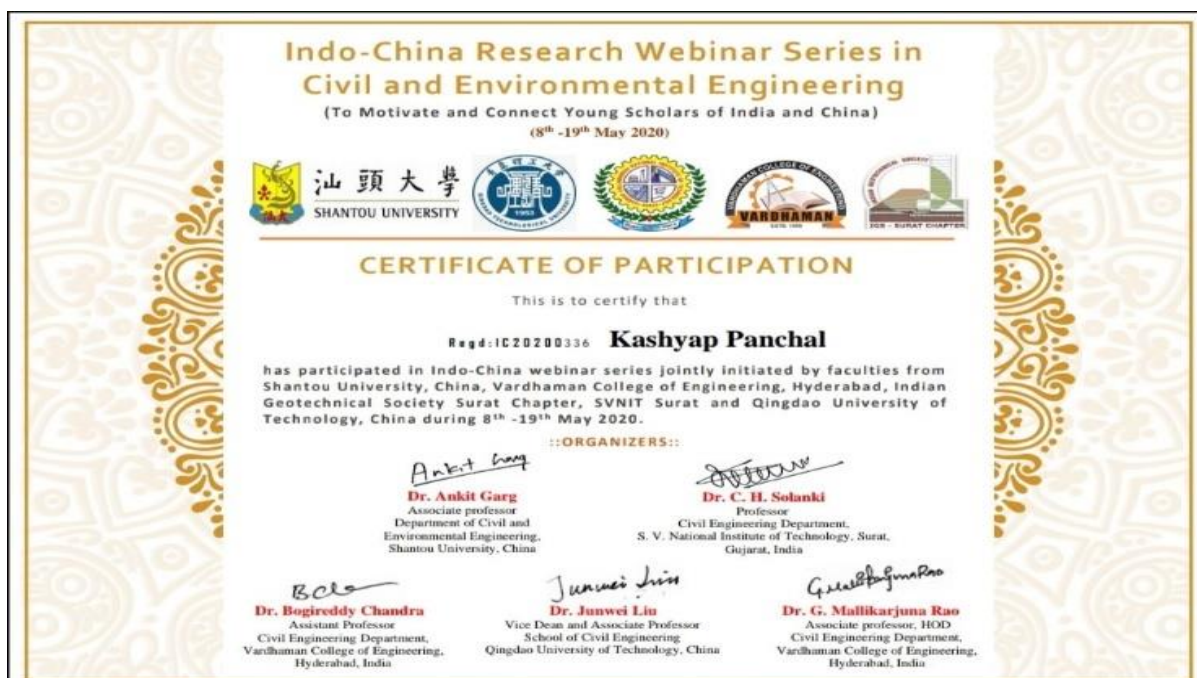 Indo-China Research Webinar Series in
Civil and Environmental Engineering
(To Motivate and Connect Young Scholars of India and China)
(8th -19th May 2020)
汕頭大學
SHANTOU UNIVERSITY
1953
VARDHAMAN
IGS - SURAT CHAPTER
CERTIFICATE OF PARTICIPATION
This is to certify that
Regd:IC20200336 Kashyap Panchal
has participated in Indo-China webinar series jointly initiated by faculties from
Shantou University, China, Vardhaman College of Engineering, Hyderabad, Indian
Geotechnical Society Surat Chapter, SVNIT Surat and Qingdao University of
Technology, China during 8th -19th May 2020.
::ORGANIZERS::
Ankit Garg
Dr. Ankit Garg
Associate professor
Department of Civil and
Environmental Engineering,
Shantou University, China
Dr. C. H. Solanki
Professor
Civil Engineering Department,
S. V. National Institute of Technology, Surat,
Gujarat, India
Dr. Bogireddy Chandra
Assistant Professor
Civil Engineering Department,
Vardhaman College of Engineering,
Hyderabad, India
Junwei Liu
Dr. Junwei Liu
Vice Dean and Associate Professor
School of Civil Engineering
Qingdao University of Technology, China
GMallikarjunaRao
Dr. G. Mallikarjuna Rao
Associate professor, HOD
Civil Engineering Department,
Vardhaman College of Engineering,
Hyderabad, India